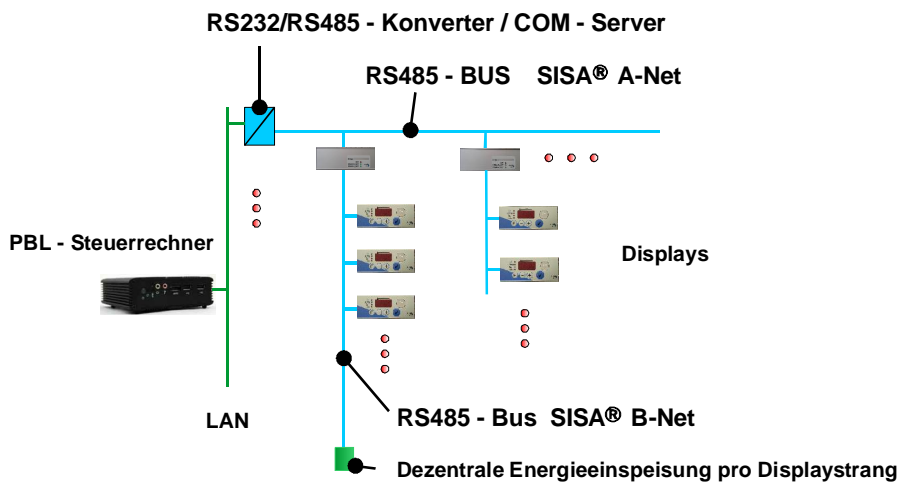 RS232/RS485 - Konverter / COM - Server
RS485 - BUS SISA® A-Net
PBL - Steuerrechner
Displays
LAN
RS485 - Bus SISA® B-Net
Dezentrale Energieeinspeisung pro Displaystrang